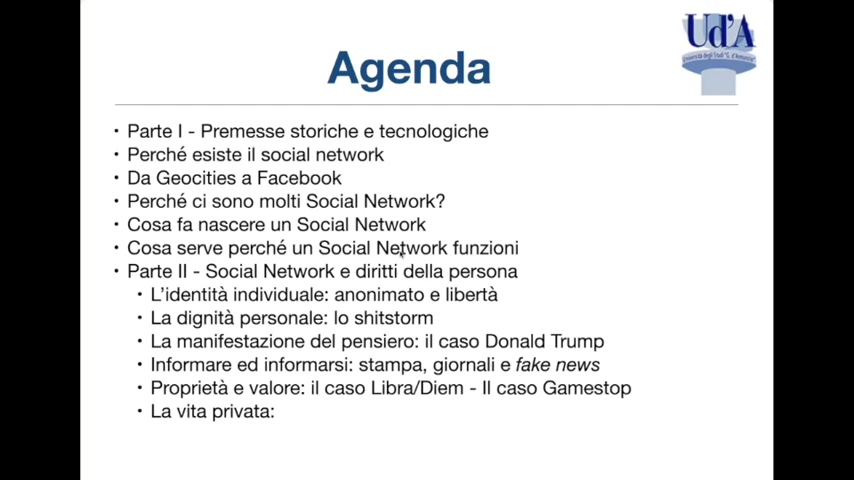 Ud'A
Università degli Studi "G. d'Annunzio"
Agenda
• Parte I - Premesse storiche e tecnologiche
• Perché esiste il social network
• Da Geocities a Facebook
• Perché ci sono molti Social Network?
• Cosa fa nascere un Social Network
• Cosa serve perché un Social Network funzioni
• Parte II - Social Network e diritti della persona
• L'identità individuale: anonimato e libertà
• La dignità personale: lo shitstorm
• La manifestazione del pensiero: il caso Donald Trump
• Informare ed informarsi: stampa, giornali e fake news
• Proprietà e valore: il caso Libra/Diem - Il caso Gamestop
• La vita privata: